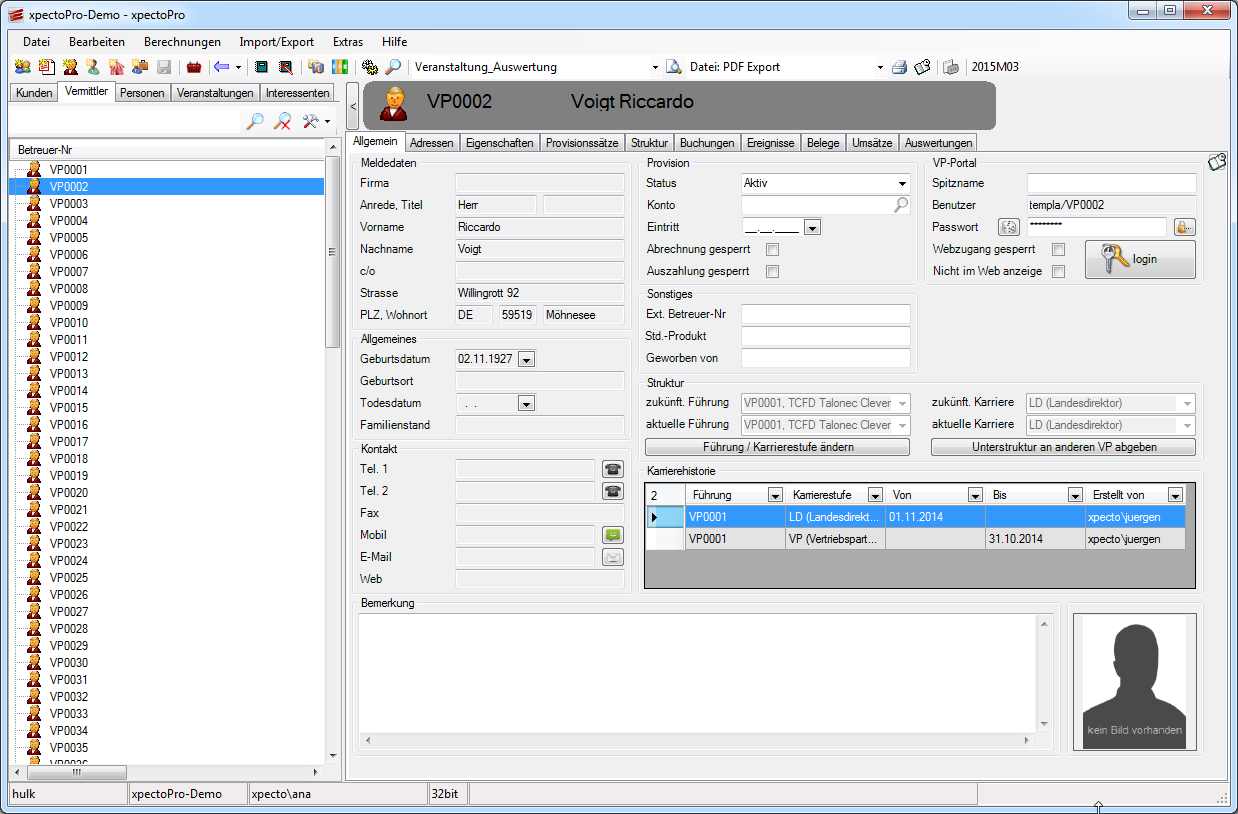 xpectoPro-Demo - xpectoPro
Datei Bearbeiten Berechnungen Import/Export Extras Hilfe
Veranstaltung_Auswertung Datei: PDF Export 2015M03
Kunden Vermittler Personen Veranstaltungen Interessenten
Betreuer-Nr
VP0001
VP0002
VP0003
VP0004
VP0005
VP0006
VP0007
VP0008
VP0009
VP0010
VP0011
VP0012
VP0013
VP0014
VP0015
VP0016
VP0017
VP0018
VP0019
VP0020
VP0021
VP0022
VP0023
VP0024
VP0025
VP0026
VP0027
VP0028
VP0029
VP0030
VP0031
VP0032
VP0033
VP0034
VP0035
VP0036
< VP0002 Voigt Riccardo
Allgemein Adressen Eigenschaften Provisionssätze Struktur Buchungen Ereignisse Belege Umsätze Auswertungen
Meldedaten
Firma
Anrede, Titel Herr
Vorname Riccardo
Nachname Voigt
c/o
Strasse Willingrott 92
PLZ, Wohnort DE 59519 Möhnesee
Allgemeines
Geburtsdatum 02.11.1927
Geburtsort
Todesdatum . .
Familienstand
Kontakt
Tel. 1
Tel. 2
Fax
Mobil
E-Mail
Web
Provision
Status Aktiv
Konto
Eintritt __.__.____
Abrechnung gesperrt
Auszahlung gesperrt
Sonstiges
Ext. Betreuer-Nr
Std.-Produkt
Geworben von
VP-Portal
Spitzname
Benutzer templa/VP0002
Passwort ********
Webzugang gesperrt
Nicht im Web anzeige
login
Struktur
zukünft. Führung VP0001, TCFD Talonec Clever zukünft. Karriere LD (Landesdirektor)
aktuelle Führung VP0001, TCFD Talonec Clever aktuelle Karriere LD (Landesdirektor)
Führung / Karrierestufe ändern Unterstruktur an anderen VP abgeben
Karrierehistorie
2 Führung Karrierestufe Von Bis Erstellt von
VP0001 LD (Landesdirekt... 01.11.2014 xpecto\juergen
VP0001 VP (Vertriebspart... 31.10.2014 xpecto\juergen
Bemerkung
kein Bild vorhanden
hulk xpectoPro-Demo xpecto\ana 32bit